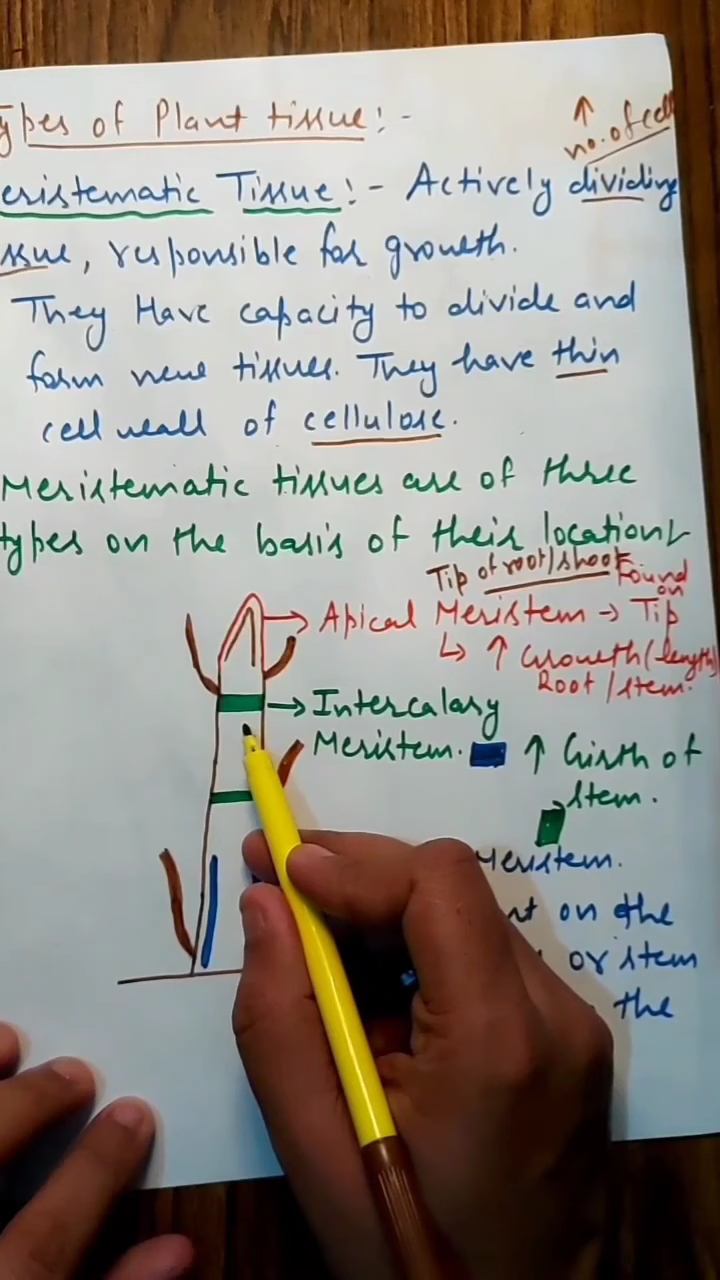 ypes of Plant tissue:-
↑ no. of cell
eristematic Tissue:- Actively dividing
issue, responsible for growth.
They Have capacity to divide and
form new tissues. They have thin
cell wall of cellulose.
Meristematic tissues are of three
types on the basis of their location
Tip of root/shoot
→ Apical Meristem → Found on Tip
↳ ↑ Growth (length)
Root/stem.
→ Intercalary
Meristem. ↑ Girth of
stem.
Meristem.
on the
or stem
the